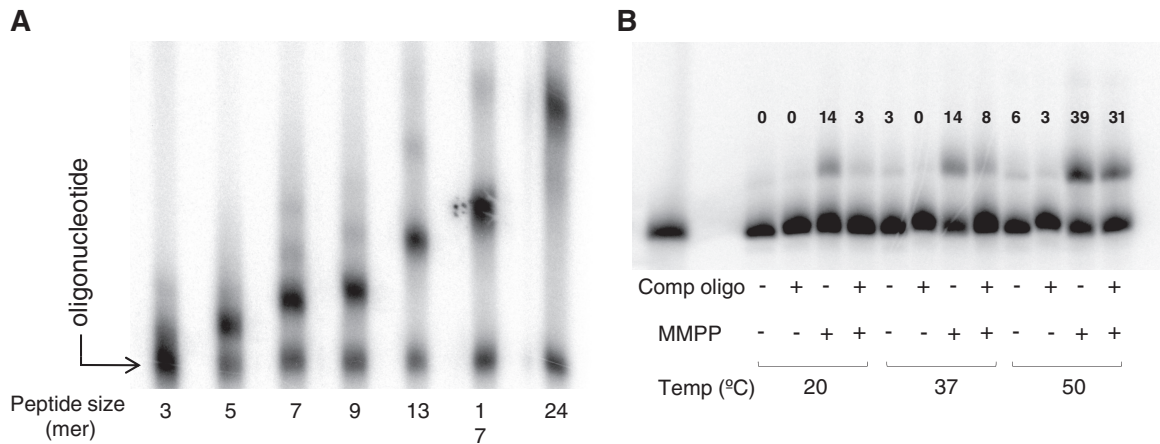 A
oligonucleotide
Peptide size
(mer)
3 5 7 9 13 1 24
7
B
0 0 14 3 3 0 14 8 6 3 39 31
Comp oligo - + - + - + - + - + - +
MMPP - - + + - - + + - - + +
Temp (ºC) 20 37 50